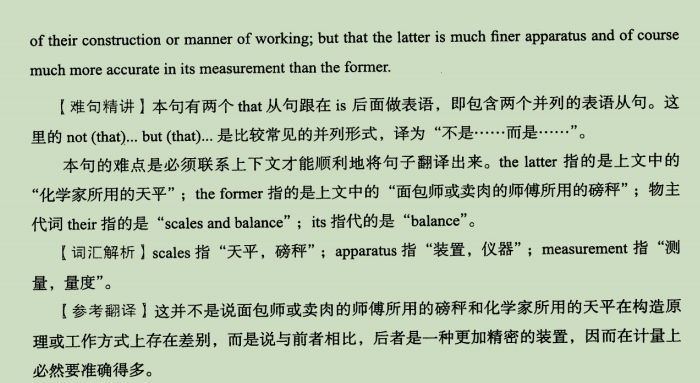 of their construction or manner of working; but that the latter is much finer apparatus and of course
much more accurate in its measurement than the former.
【难句精讲】本句有两个 that 从句跟在 is 后面做表语，即包含两个并列的表语从句。这
里的 not (that)... but (that)... 是比较常见的并列形式，译为“不是……而是……”。
本句的难点是必须联系上下文才能顺利地将句子翻译出来。the latter 指的是上文中的
“化学家所用的天平”；the former 指的是上文中的“面包师或卖肉的师傅所用的磅秤”；物主
代词 their 指的是“scales and balance”；its 指代的是“balance”。
【词汇解析】scales 指“天平，磅秤”；apparatus 指“装置，仪器”；measurement 指“测
量，量度”。
【参考翻译】这并不是说面包师或卖肉的师傅所用的磅秤和化学家所用的天平在构造原
理或工作方式上存在差别，而是说与前者相比，后者是一种更加精密的装置，因而在计量上
必然要准确得多。